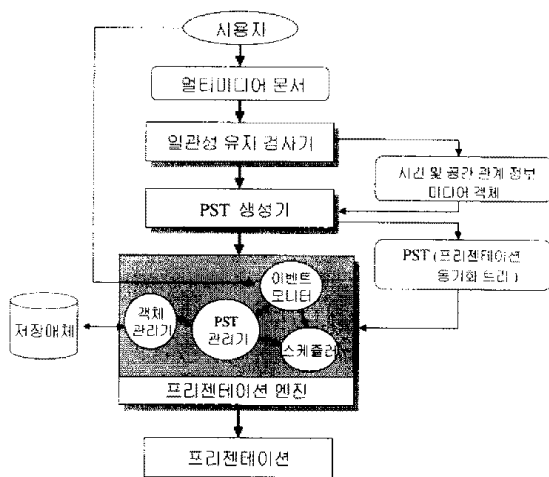 사용자
멀티미디어 문서
일관성 유지 검사기
시간 및 공간 관계 정보
미디어 객체
PST 생성기
PST (프리젠테이션
동기화 트리)
이벤트
모니터
객체
관리기
PST
관리기
저장매체
스케줄러
프리젠테이션 엔진
프리젠테이션